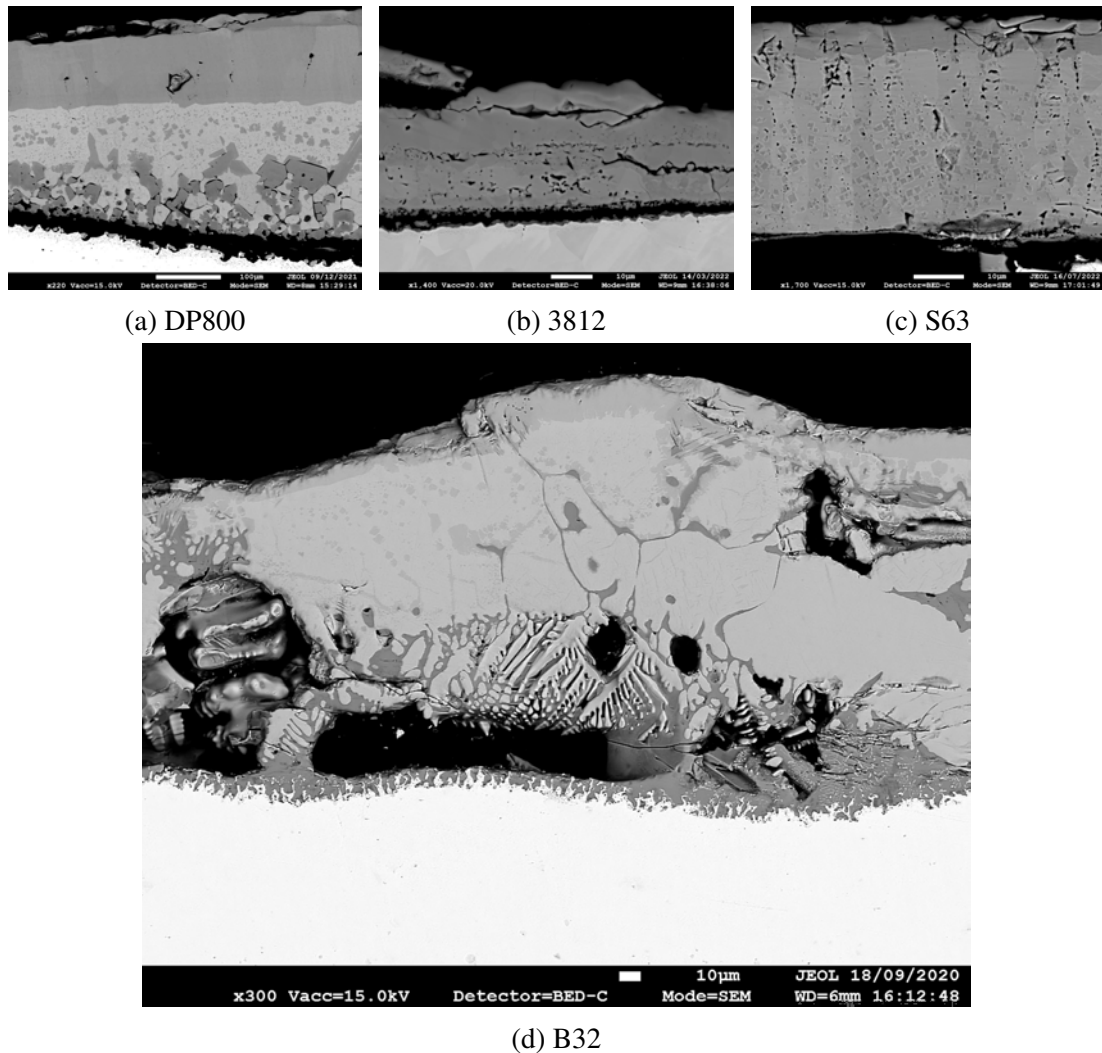 100µm JEOL 09/12/2021
x220 Vacc=15.0kV Detector=BED-C Mode=SEM WD=8mm 15:29:14
10µm JEOL 14/03/2022
x1,400 Vacc=20.0kV Detector=BED-C Mode=SEM WD=9mm 16:38:06
10µm JEOL 16/07/2022
x1,700 Vacc=15.0kV Detector=BED-C Mode=SEM WD=9mm 17:01:49
(a) DP800
(b) 3812
(c) S63
10µm JEOL 18/09/2020
x300 Vacc=15.0kV Detector=BED-C Mode=SEM WD=6mm 16:12:48
(d) B32